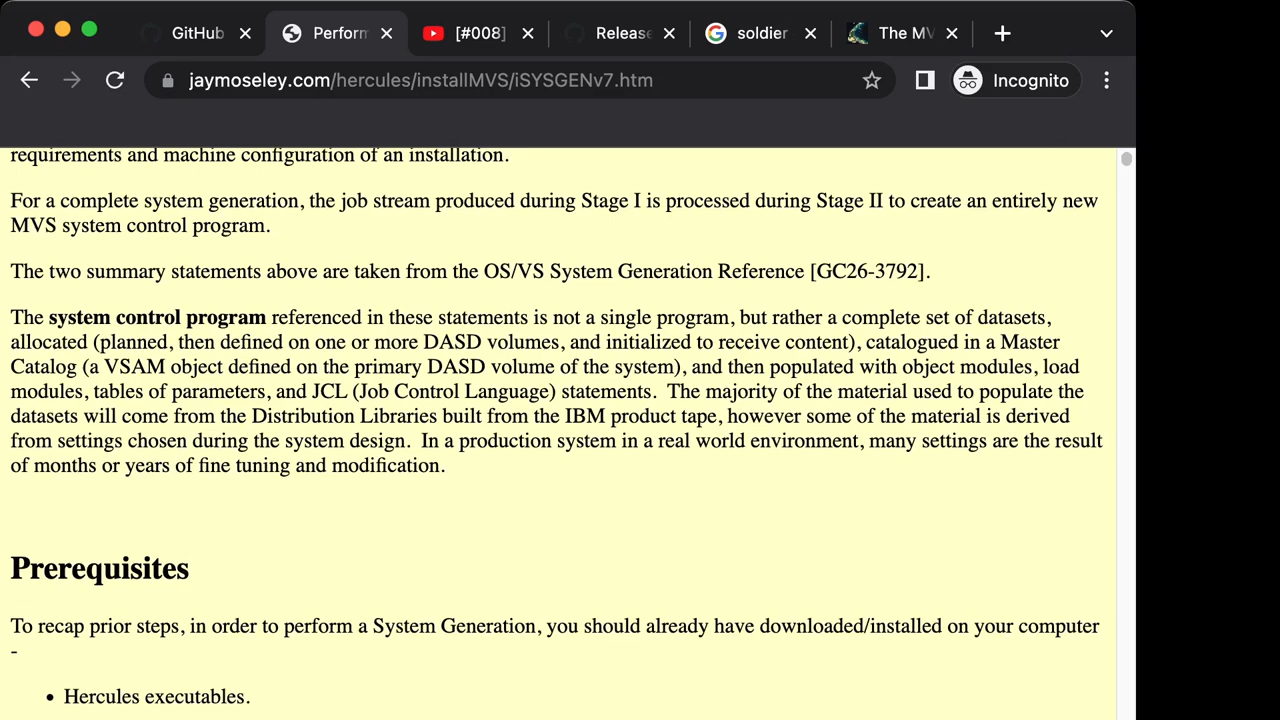 GitHub
Perform
[#008]
Release
soldier
The MV
jaymoseley.com/hercules/installMVS/iSYSGENv7.htm
Incognito
requirements and machine configuration of an installation.
For a complete system generation, the job stream produced during Stage I is processed during Stage II to create an entirely new
MVS system control program.
The two summary statements above are taken from the OS/VS System Generation Reference [GC26-3792].
The system control program referenced in these statements is not a single program, but rather a complete set of datasets,
allocated (planned, then defined on one or more DASD volumes, and initialized to receive content), catalogued in a Master
Catalog (a VSAM object defined on the primary DASD volume of the system), and then populated with object modules, load
modules, tables of parameters, and JCL (Job Control Language) statements.  The majority of the material used to populate the
datasets will come from the Distribution Libraries built from the IBM product tape, however some of the material is derived
from settings chosen during the system design.  In a production system in a real world environment, many settings are the result
of months or years of fine tuning and modification.
Prerequisites
To recap prior steps, in order to perform a System Generation, you should already have downloaded/installed on your computer
-
• Hercules executables.